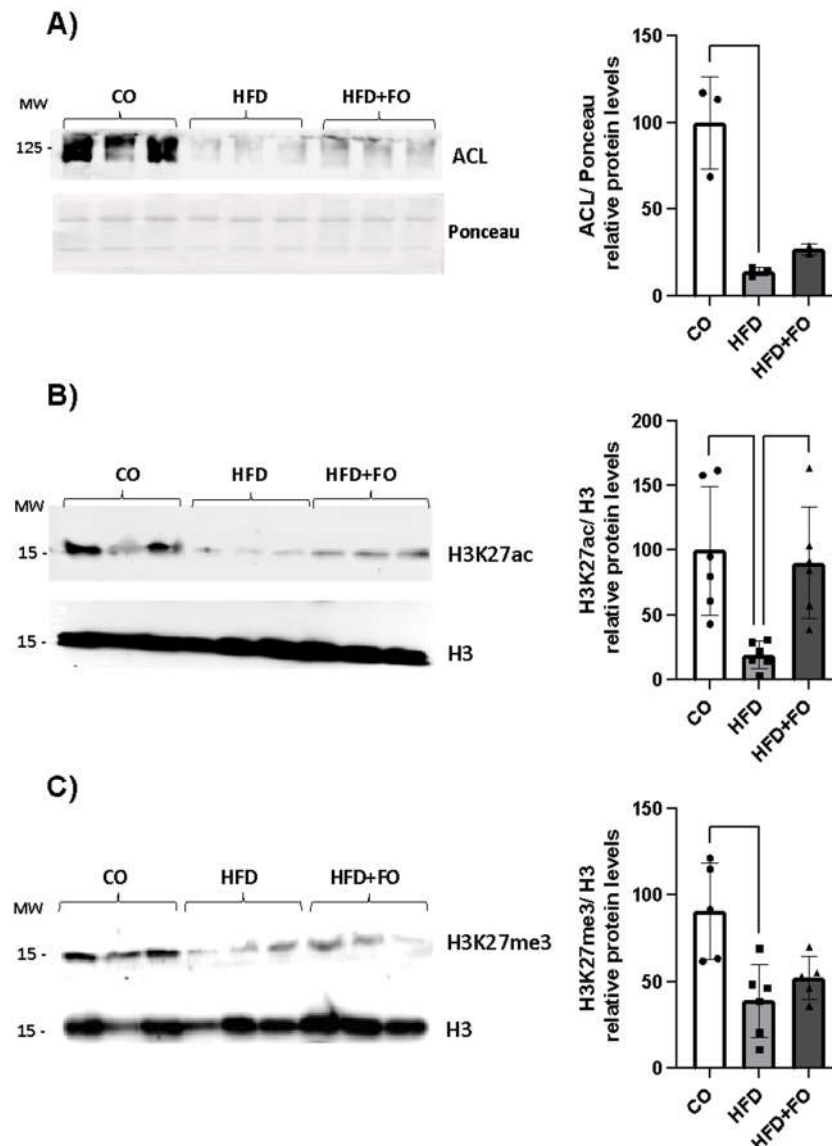 A)
MW
CO
HFD
HFD+FO
125 -
ACL
Ponceau
ACL/ Ponceau
relative protein levels
150
100
50
0
CO
HFD
HFD+FO
B)
MW
CO
HFD
HFD+FO
15 -
H3K27ac
15 -
H3
H3K27ac/ H3
relative protein levels
200
150
100
50
0
CO
HFD
HFD+FO
C)
MW
CO
HFD
HFD+FO
15 -
H3K27me3
15 -
H3
H3K27me3/ H3
relative protein levels
150
100
50
0
CO
HFD
HFD+FO